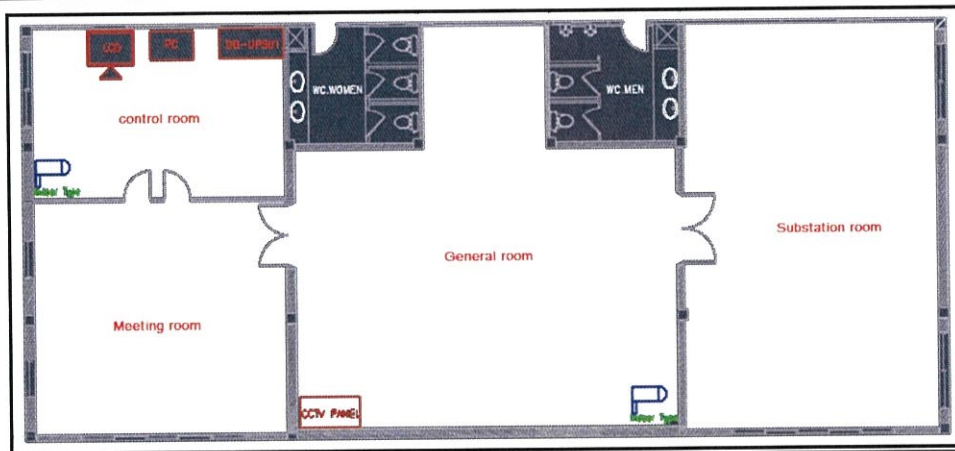 LCD
PC
WC.WOMEN
WC.MEN
control room
Substation room
General room
Meeting room
CCTV PANEL